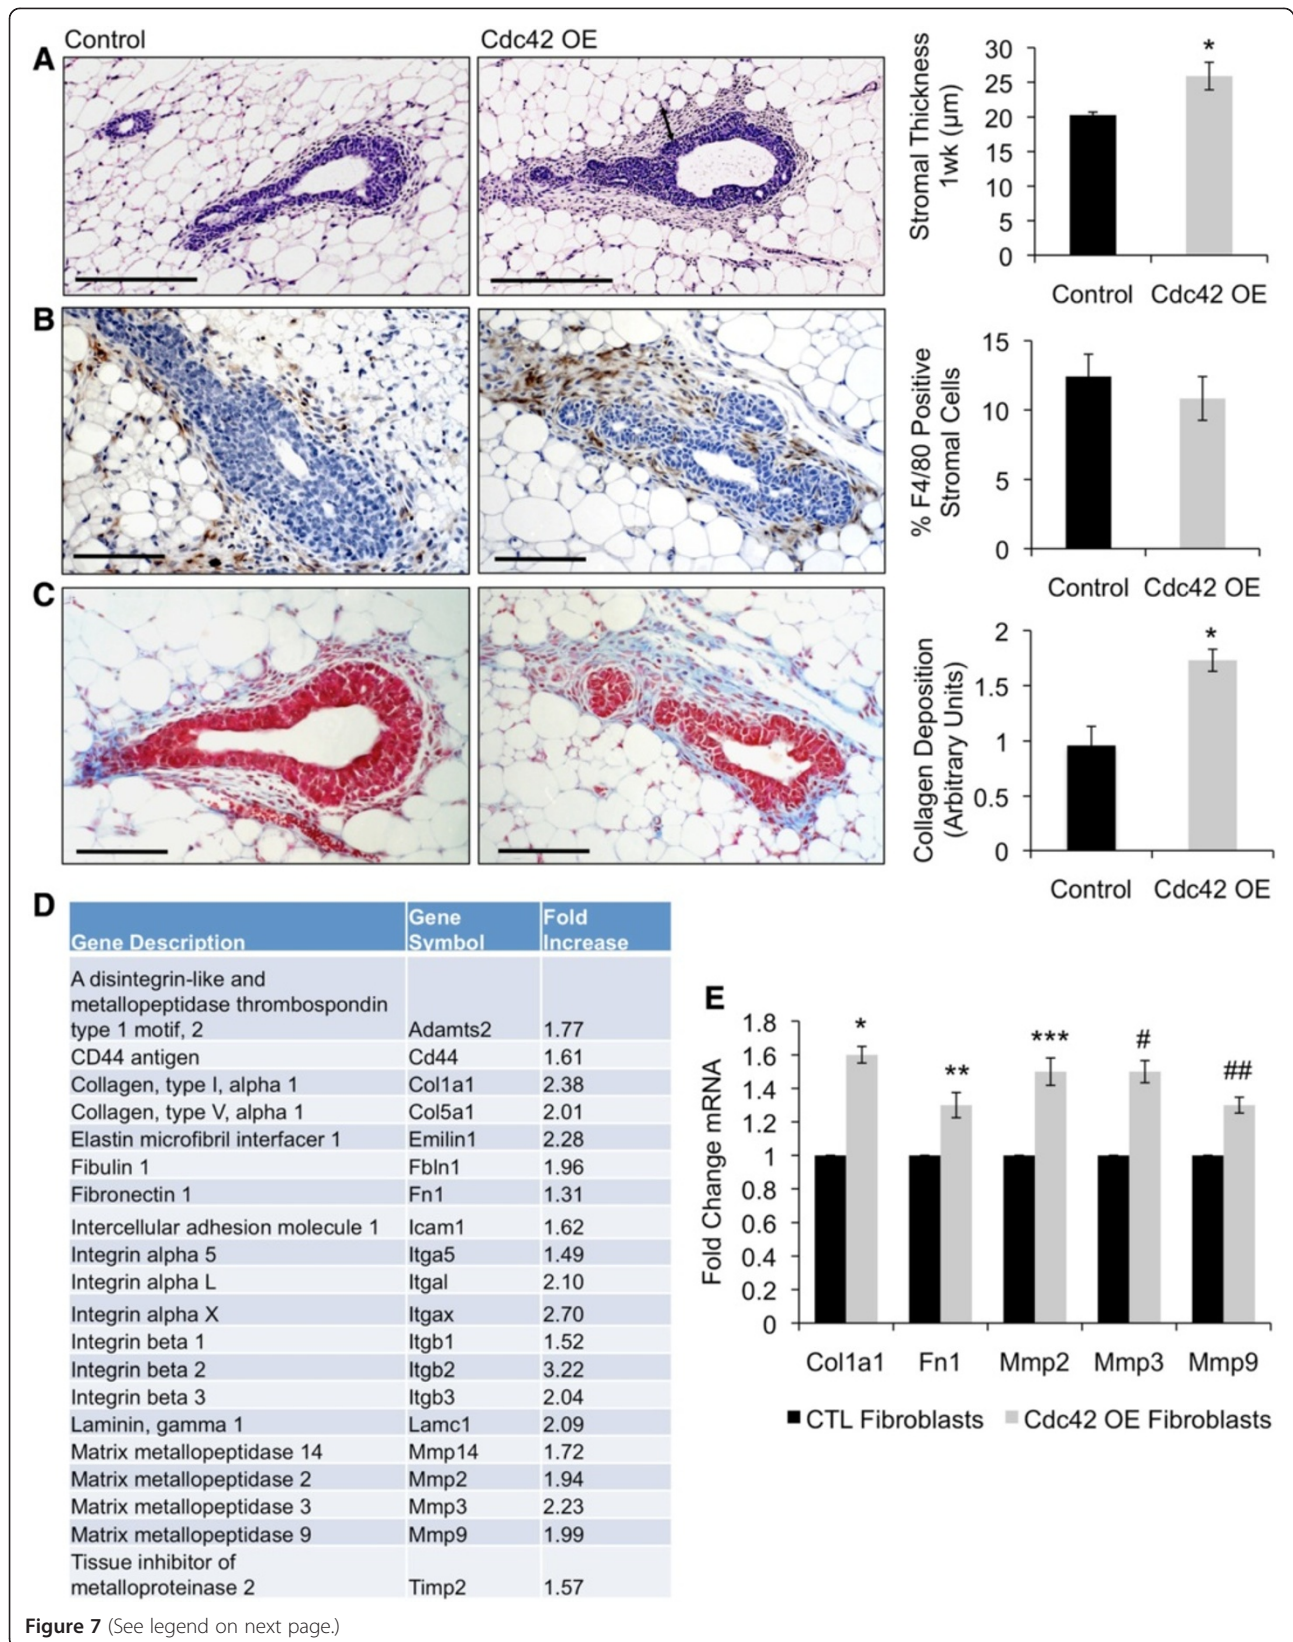 A
Control
Cdc42 OE
Stromal Thickness
1wk (µm)
30
25
20
15
10
5
0
*
Control
Cdc42 OE
B
% F4/80 Positive
Stromal Cells
15
10
5
0
Control
Cdc42 OE
C
Collagen Deposition
(Arbitrary Units)
2
1.5
1
0.5
0
*
Control
Cdc42 OE
D
Gene Description Gene Symbol Fold Increase
A disintegrin-like and
metallopeptidase thrombospondin
type 1 motif, 2 Adamts2 1.77
CD44 antigen Cd44 1.61
Collagen, type I, alpha 1 Col1a1 2.38
Collagen, type V, alpha 1 Col5a1 2.01
Elastin microfibril interfacer 1 Emilin1 2.28
Fibulin 1 Fbln1 1.96
Fibronectin 1 Fn1 1.31
Intercellular adhesion molecule 1 Icam1 1.62
Integrin alpha 5 Itga5 1.49
Integrin alpha L Itgal 2.10
Integrin alpha X Itgax 2.70
Integrin beta 1 Itgb1 1.52
Integrin beta 2 Itgb2 3.22
Integrin beta 3 Itgb3 2.04
Laminin, gamma 1 Lamc1 2.09
Matrix metallopeptidase 14 Mmp14 1.72
Matrix metallopeptidase 2 Mmp2 1.94
Matrix metallopeptidase 3 Mmp3 2.23
Matrix metallopeptidase 9 Mmp9 1.99
Tissue inhibitor of
metalloproteinase 2 Timp2 1.57
E
Fold Change mRNA
1.8
1.6
1.4
1.2
1
0.8
0.6
0.4
0.2
0
* ** *** # ##
Col1a1 Fn1 Mmp2 Mmp3 Mmp9
CTL Fibroblasts Cdc42 OE Fibroblasts
Figure 7 (See legend on next page.)